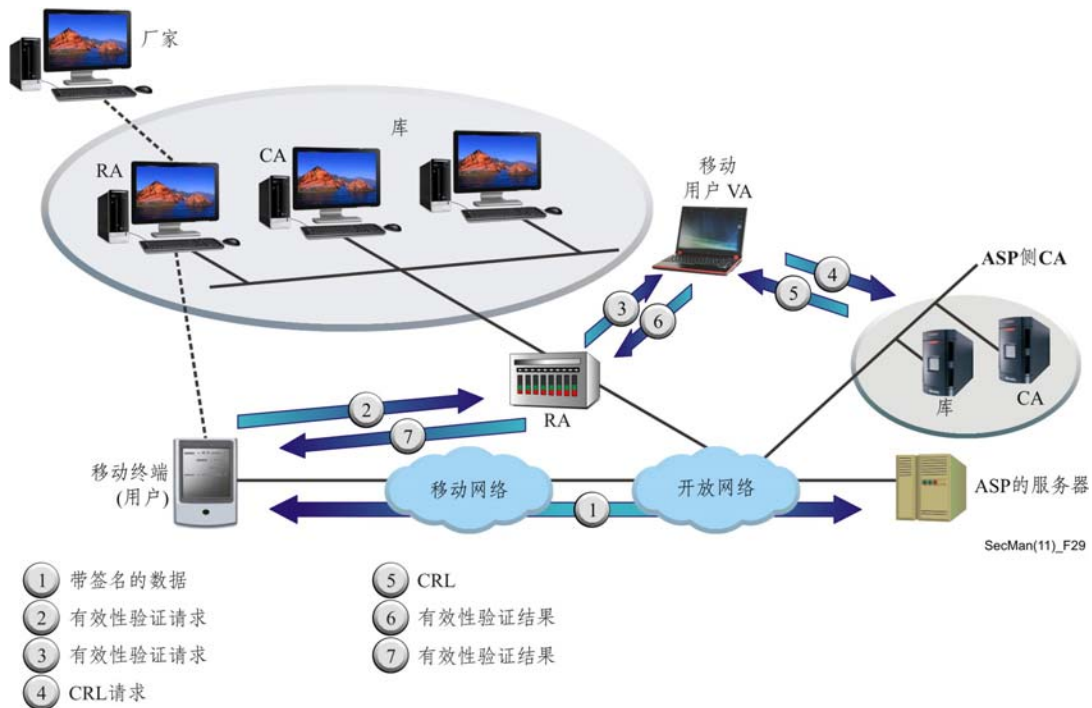 厂家
库
RA
CA
移动
用户 VA
ASP侧CA
4
5
3
6
库
CA
RA
2
7
移动终端
(用户)
移动网络
开放网络
ASP的服务器
1
SecMan(11)_F29
1 带签名的数据
2 有效性验证请求
3 有效性验证请求
4 CRL请求
5 CRL
6 有效性验证结果
7 有效性验证结果